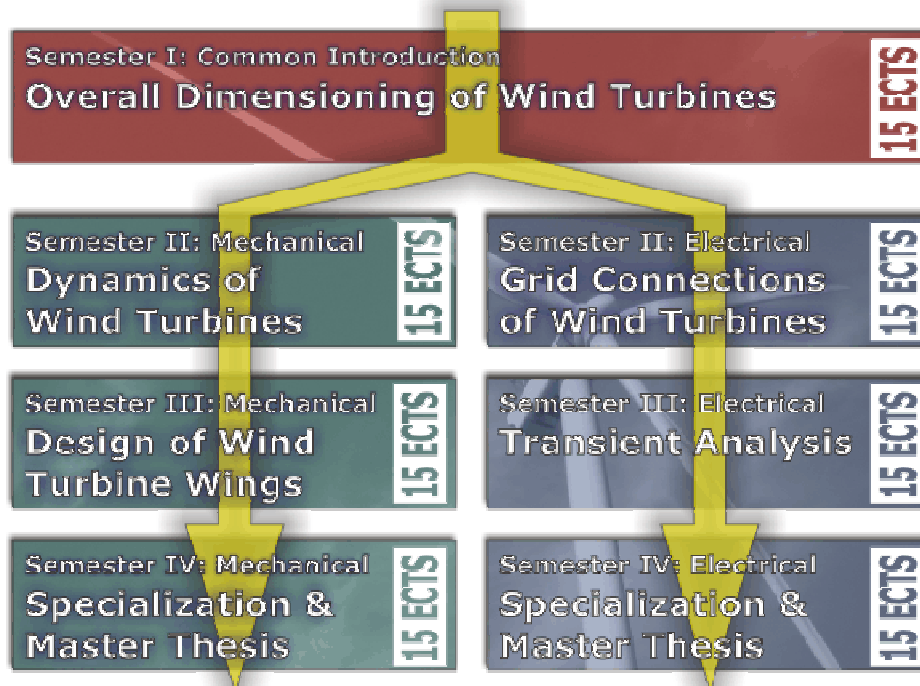 Semester I: Common Introduction
Overall Dimensioning of Wind Turbines
15 ECTS
Semester II: Mechanical
Dynamics of
Wind Turbines
15 ECTS
Semester II: Electrical
Grid Connections
of Wind Turbines
15 ECTS
Semester III: Mechanical
Design of Wind
Turbine Wings
15 ECTS
Semester III: Electrical
Transient Analysis
15 ECTS
Semester IV: Mechanical
Specialization &
Master Thesis
15 ECTS
Semester IV: Electrical
Specialization &
Master Thesis
15 ECTS